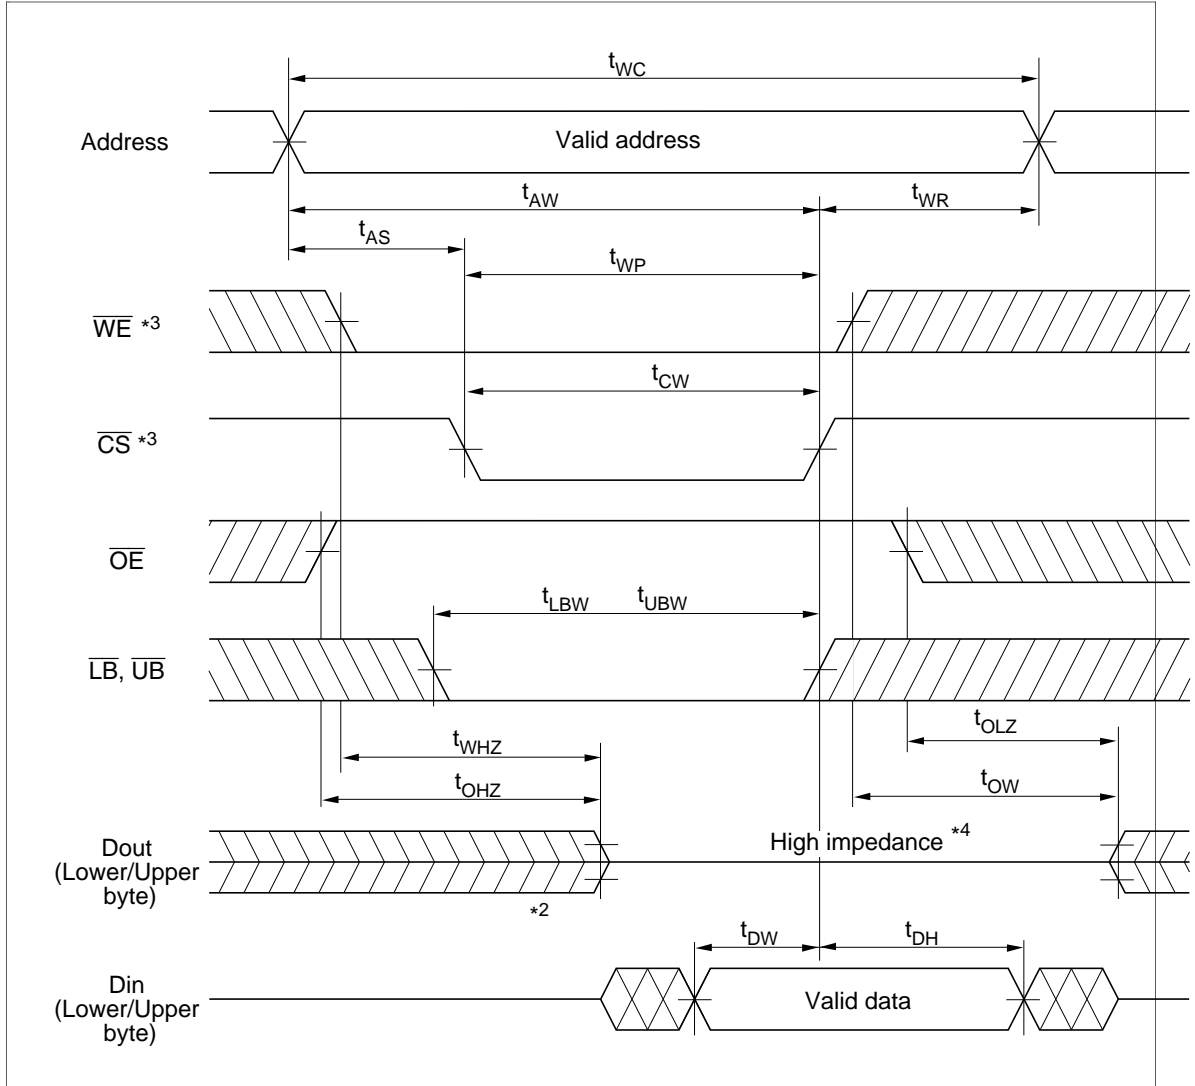 tWC
Address
Valid address
tAW
tWR
tAS
tWP
WE *3
tCW
CS *3
OE
tLBW tUBW
LB, UB
tOLZ
tWHZ
tOW
tOHZ
High impedance *4
Dout
(Lower/Upper
byte)
*2
tDW
tDH
Din
(Lower/Upper
byte)
Valid data